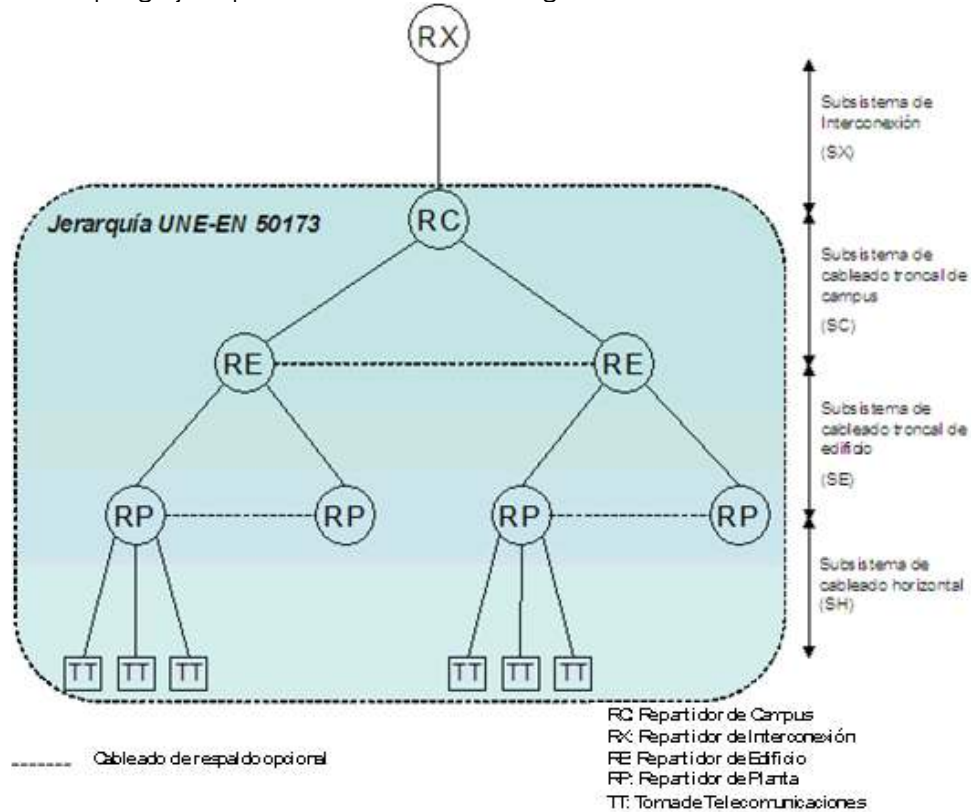 RX
Subsistema de
Interconexión
(SX)
Jerarquía UNE-EN 50173
RC
Subsistema de
cableado troncal de
campus
(SC)
RE
RE
Subsistema de
cableado troncal de
edificio
(SE)
RP
RP
RP
RP
Subsistema de
cableado horizontal
(SH)
TT
TT
TT
TT
TT
TT
RC: Repartidor de Campus
RX: Repartidor de Interconexión
RE: Repartidor de Edificio
RP: Repartidor de Planta
TT: Toma de Telecomunicaciones
Cableado de respaldo opcional